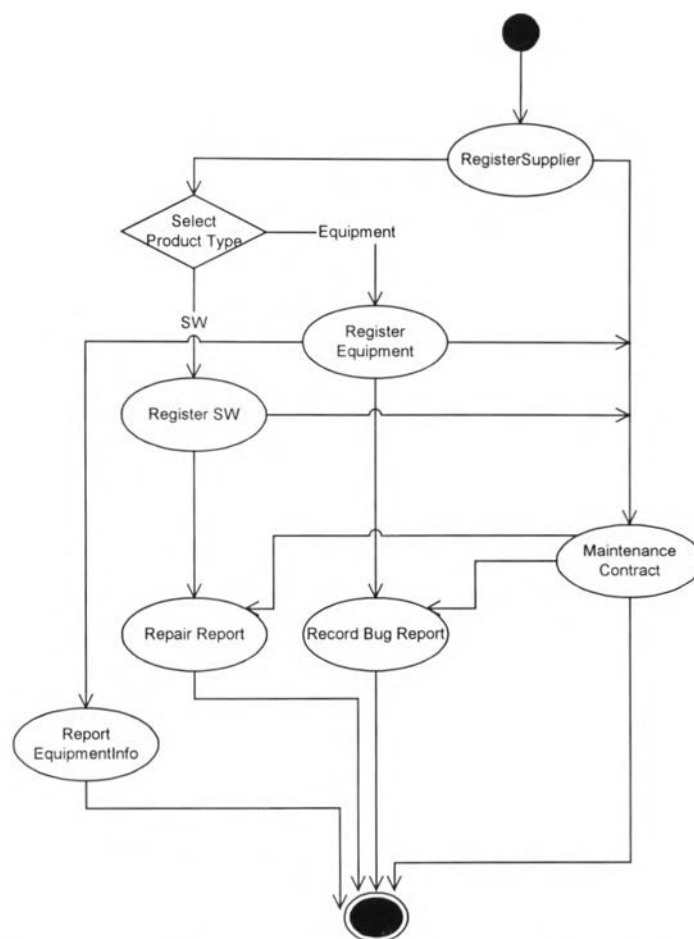 RegisterSupplier
Select
Product Type
Equipment
SW
Register
Equipment
Register SW
Maintenance
Contract
Repair Report
Record Bug Report
Report
EquipmentInfo